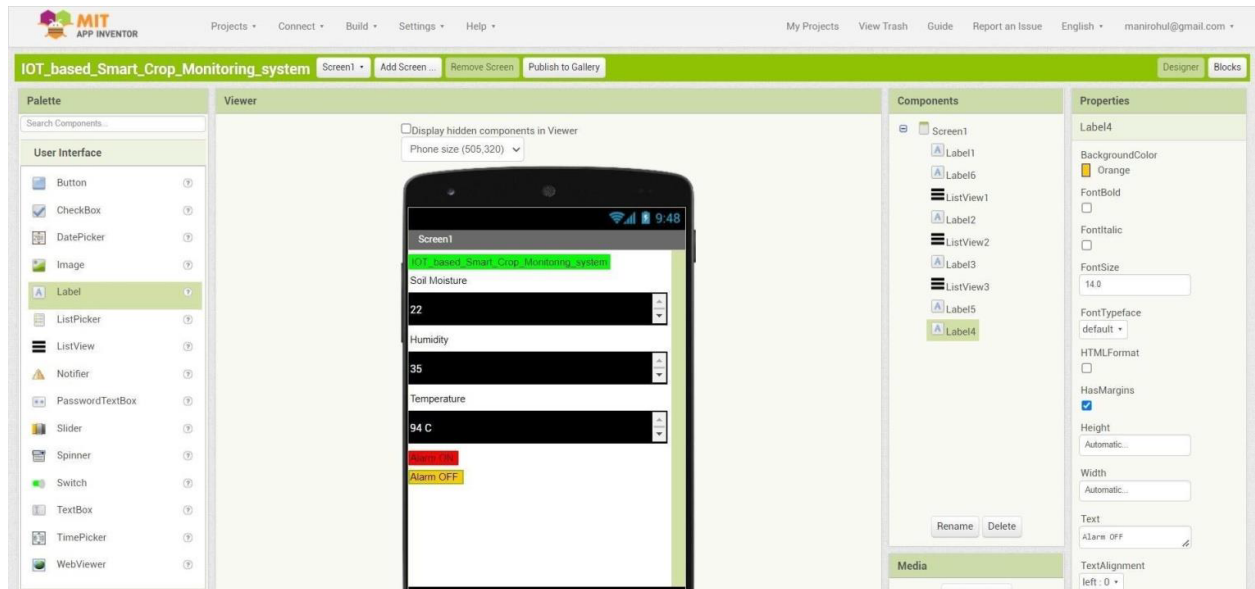 MIT
APP INVENTOR
Projects
Connect
Build
Settings
Help
My Projects
View Trash
Guide
Report an Issue
English
manirohul@gmail.com
IOT_based_Smart_Crop_Monitoring_system
Screen1
Add Screen ...
Remove Screen
Publish to Gallery
Designer
Blocks
Palette
Search Components...
User Interface
Button
CheckBox
DatePicker
Image
Label
ListPicker
ListView
Notifier
PasswordTextBox
Slider
Spinner
Switch
TextBox
TimePicker
WebViewer
Viewer
Display hidden components in Viewer
Phone size (505,320)
9:48
Screen1
IOT_based_Smart_Crop_Monitoring_system
Soil Moisture
22
Humidity
35
Temperature
94 C
Alarm ON
Alarm OFF
Components
Screen1
Label1
Label6
ListView1
Label2
ListView2
Label3
ListView3
Label5
Label4
Rename
Delete
Media
Properties
Label4
BackgroundColor
Orange
FontBold
FontItalic
FontSize
14.0
FontTypeface
default
HTMLFormat
HasMargins
Height
Automatic...
Width
Automatic...
Text
Alarm OFF
TextAlignment
left : 0